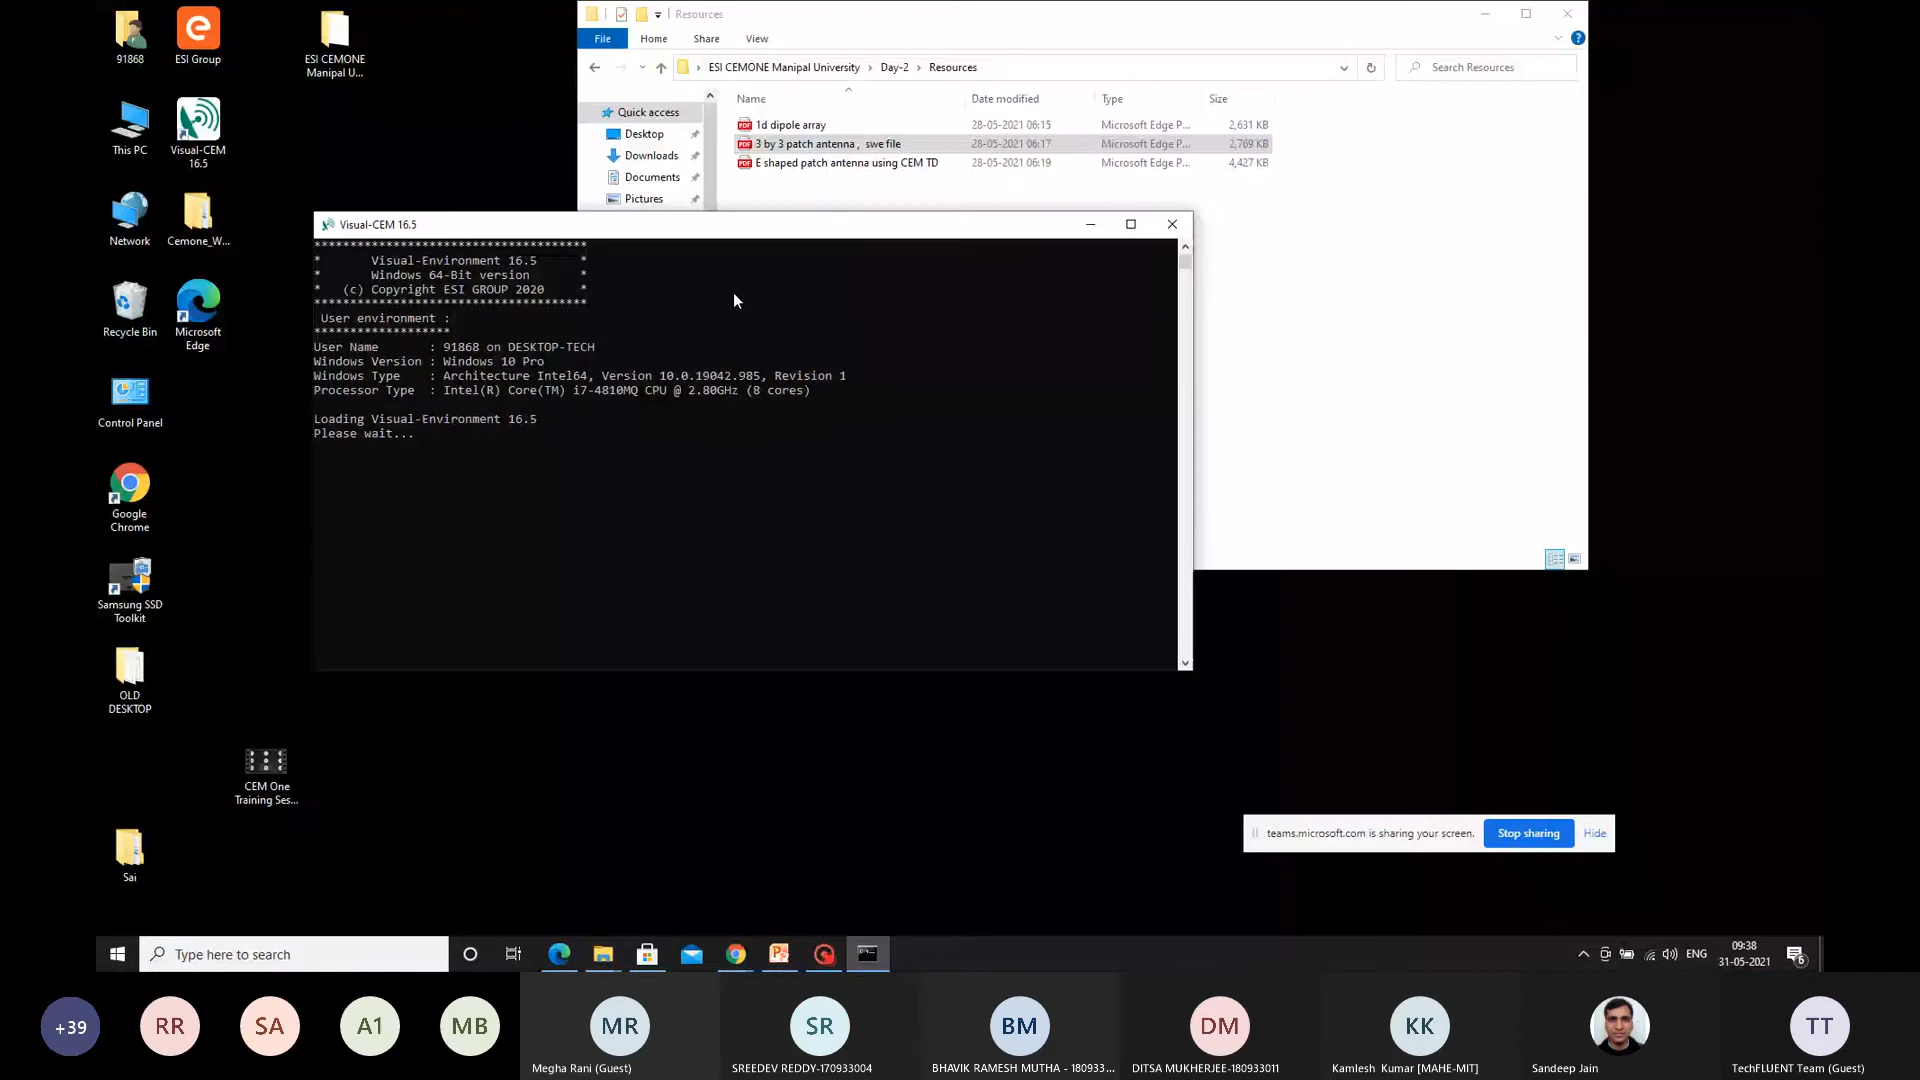 91868
ESI Group
ESI CEMONE
Manipal U...
This PC
Visual-CEM
16.5
Network
Cemone_W...
Recycle Bin
Microsoft
Edge
Control Panel
Google
Chrome
Samsung SSD
Toolkit
OLD
DESKTOP
CEM One
Training Ses...
Sai
Resources
File
Home
Share
View
ESI CEMONE Manipal University
Day-2
Resources
Search Resources
Name
Date modified
Type
Size
Quick access
Desktop
Downloads
Documents
Pictures
1d dipole array 28-05-2021 06:15 Microsoft Edge P... 2,631 KB
3 by 3 patch antenna , swe file 28-05-2021 06:17 Microsoft Edge P... 2,769 KB
E shaped patch antenna using CEM TD 28-05-2021 06:19 Microsoft Edge P... 4,427 KB
Visual-CEM 16.5
***************************************
* Visual-Environment 16.5 *
* Windows 64-Bit version *
* (c) Copyright ESI GROUP 2020 *
***************************************
User environment :
*******************
User Name : 91868 on DESKTOP-TECH
Windows Version : Windows 10 Pro
Windows Type : Architecture Intel64, Version 10.0.19042.985, Revision 1
Processor Type : Intel(R) Core(TM) i7-4810MQ CPU @ 2.80GHz (8 cores)
Loading Visual-Environment 16.5
Please wait...
teams.microsoft.com is sharing your screen.
Stop sharing
Hide
Type here to search
ENG
09:38
31-05-2021
6
+39
RR
SA
A1
MB
MR
SR
BM
DM
KK
TT
Megha Rani (Guest)
SREEDEV REDDY-170933004
BHAVIK RAMESH MUTHA - 180933...
DITSA MUKHERJEE-180933011
Kamlesh Kumar [MAHE-MIT]
Sandeep Jain
TechFLUENT Team (Guest)